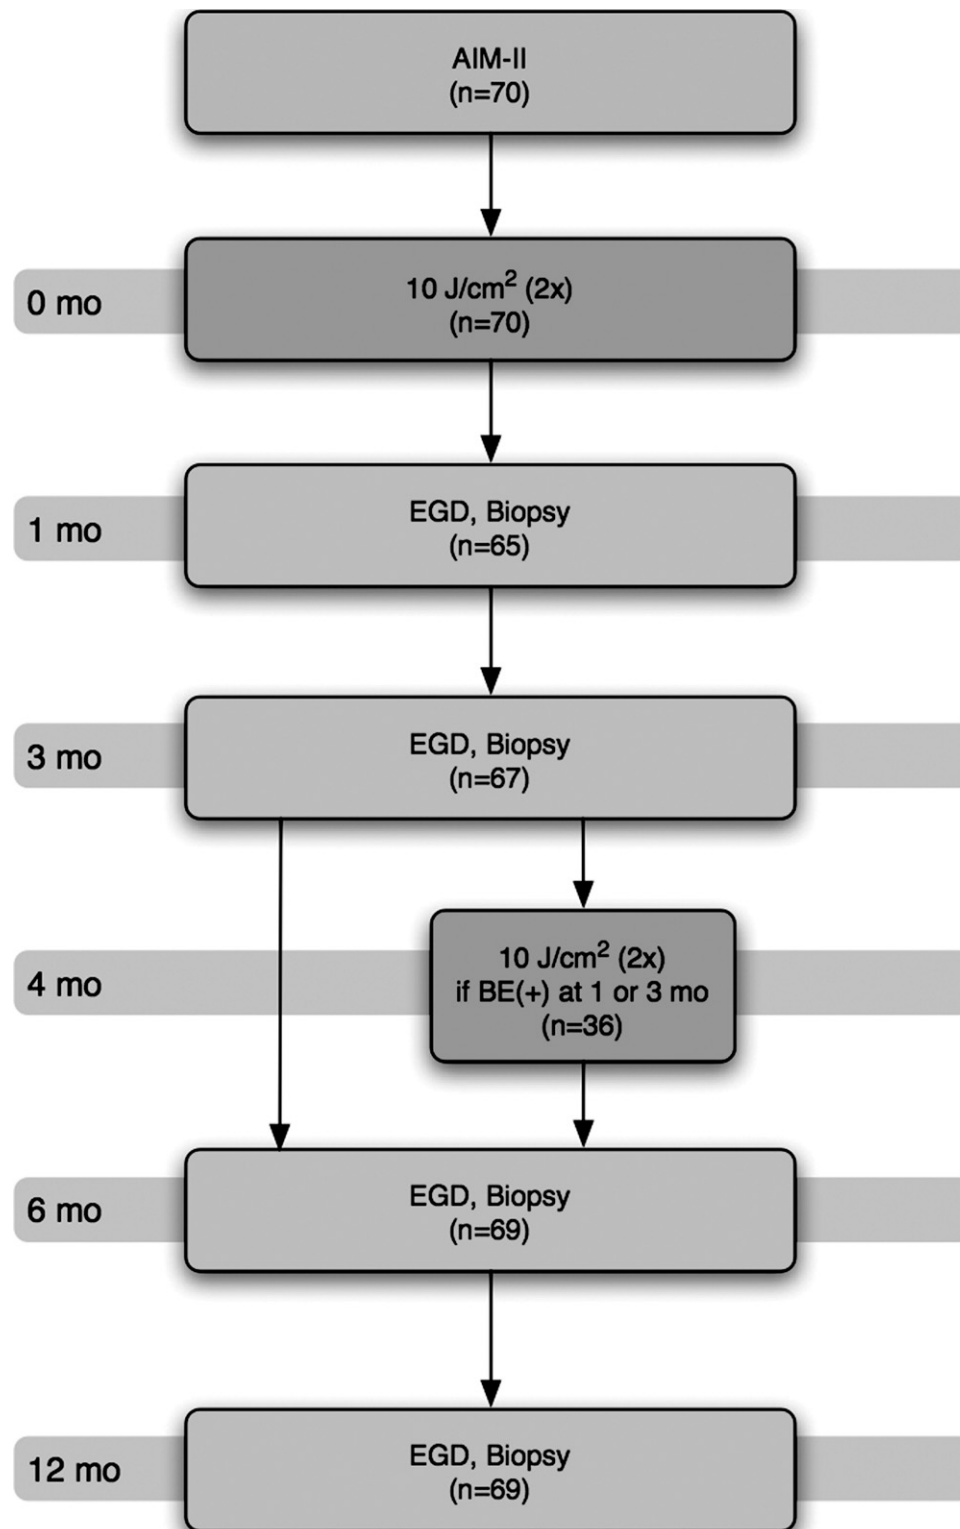 AIM-II
(n=70)
0 mo
10 J/cm² (2x)
(n=70)
1 mo
EGD, Biopsy
(n=65)
3 mo
EGD, Biopsy
(n=67)
4 mo
10 J/cm² (2x)
if BE(+) at 1 or 3 mo
(n=36)
6 mo
EGD, Biopsy
(n=69)
12 mo
EGD, Biopsy
(n=69)